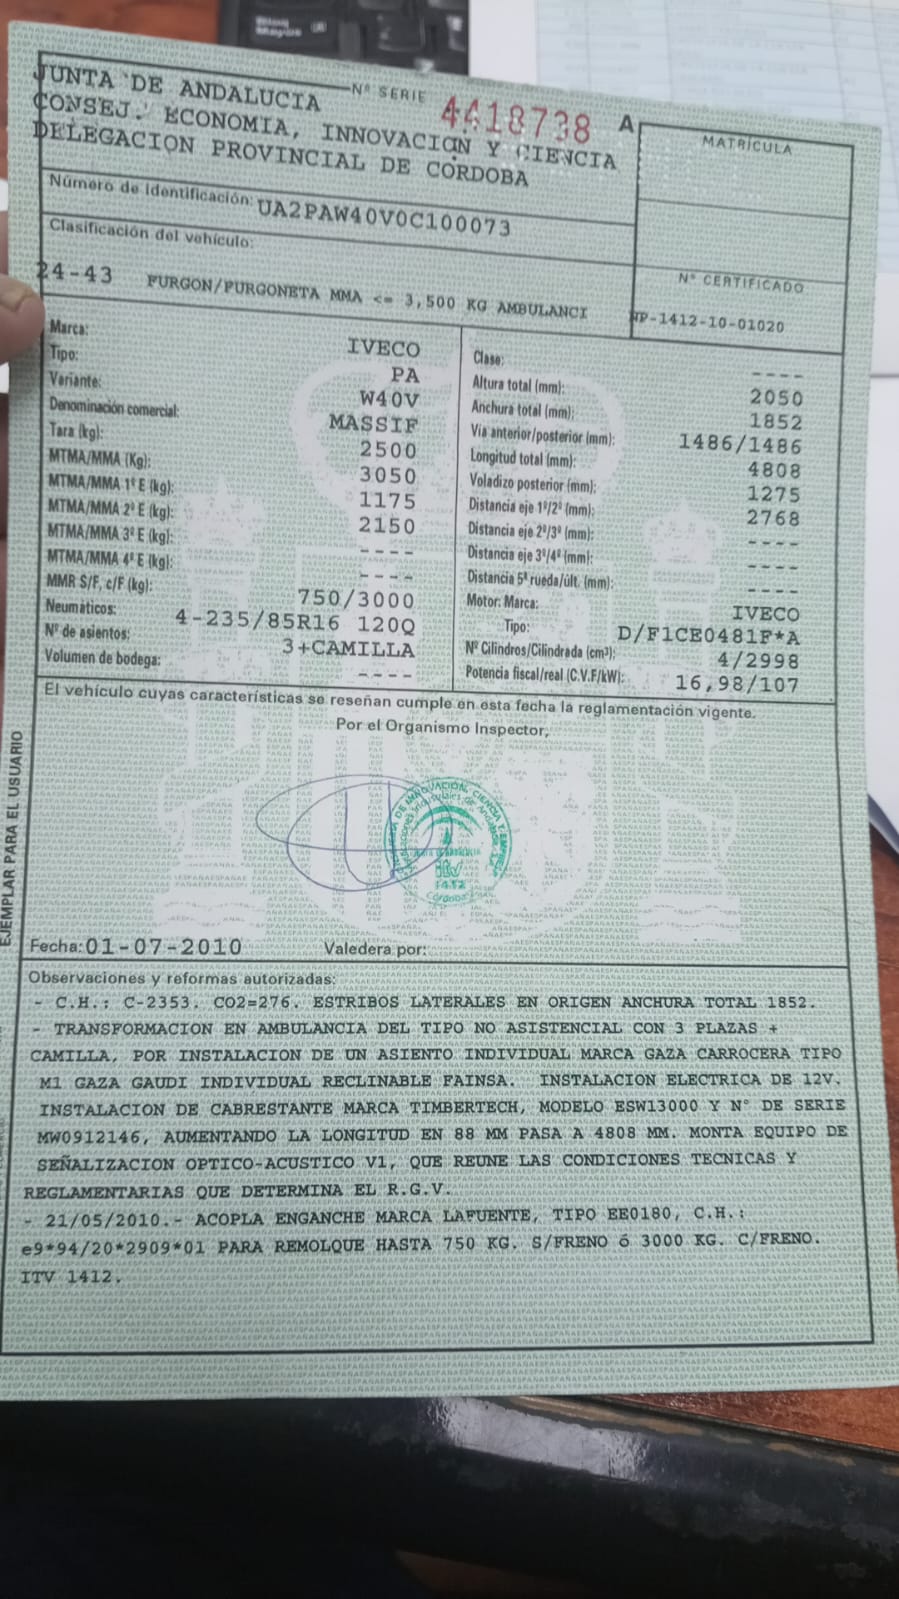 JUNTA DE ANDALUCIA
CONSEJ. ECONOMIA, INNOVACION Y CIENCIA
DELEGACION PROVINCIAL DE CORDOBA
Nº SERIE 4418738 A
MATRÍCULA
Número de identificación: UA2PAW40V0C100073
Clasificación del vehículo:
24-43 FURGON/FURGONETA MMA <= 3,500 KG AMBULANCI
Nº CERTIFICADO
NP-1412-10-01020
Marca: IVECO
Tipo: PA
Variante: W40V
Denominación comercial: MASSIF
Tara (kg): 2500
MTMA/MMA (Kg): 3050
MTMA/MMA 1º E (kg): 1175
MTMA/MMA 2º E (kg): 2150
MTMA/MMA 3º E (kg): ----
MTMA/MMA 4º E (kg): ----
MMR S/F, c/F (kg): 750/3000
Neumáticos: 4-235/85R16 120Q
Nº de asientos: 3+CAMILLA
Volumen de bodega: ----
Clase: ----
Altura total (mm): 2050
Anchura total (mm): 1852
Vía anterior/posterior (mm): 1486/1486
Longitud total (mm): 4808
Voladizo posterior (mm): 1275
Distancia eje 1º/2º (mm): 2768
Distancia eje 2º/3º (mm): ----
Distancia eje 3º/4º (mm): ----
Distancia 5ª rueda/últ. (mm): ----
Motor: Marca: IVECO
Tipo: D/F1CE0481F*A
Nº Cilindros/Cilindrada (cm³): 4/2998
Potencia fiscal/real (C.V.F/kW): 16,98/107
El vehículo cuyas características se reseñan cumple en esta fecha la reglamentación vigente.
Por el Organismo Inspector,
itv
1412
Córdoba
EJEMPLAR PARA EL USUARIO
Fecha: 01-07-2010 Valedera por:
Observaciones y reformas autorizadas:
- C.H.: C-2353. CO2=276. ESTRIBOS LATERALES EN ORIGEN ANCHURA TOTAL 1852.
- TRANSFORMACION EN AMBULANCIA DEL TIPO NO ASISTENCIAL CON 3 PLAZAS +
CAMILLA, POR INSTALACION DE UN ASIENTO INDIVIDUAL MARCA GAZA CARROCERA TIPO
M1 GAZA GAUDI INDIVIDUAL RECLINABLE FAINSA. INSTALACION ELECTRICA DE 12V.
INSTALACION DE CABRESTANTE MARCA TIMBERTECH, MODELO ESW13000 Y Nº DE SERIE
MW0912146, AUMENTANDO LA LONGITUD EN 88 MM PASA A 4808 MM. MONTA EQUIPO DE
SEÑALIZACION OPTICO-ACUSTICO V1, QUE REUNE LAS CONDICIONES TECNICAS Y
REGLAMENTARIAS QUE DETERMINA EL R.G.V.
- 21/05/2010.- ACOPLA ENGANCHE MARCA LAFUENTE, TIPO EE0180, C.H.:
e9*94/20*2909*01 PARA REMOLQUE HASTA 750 KG. S/FRENO ó 3000 KG. C/FRENO.
ITV 1412.